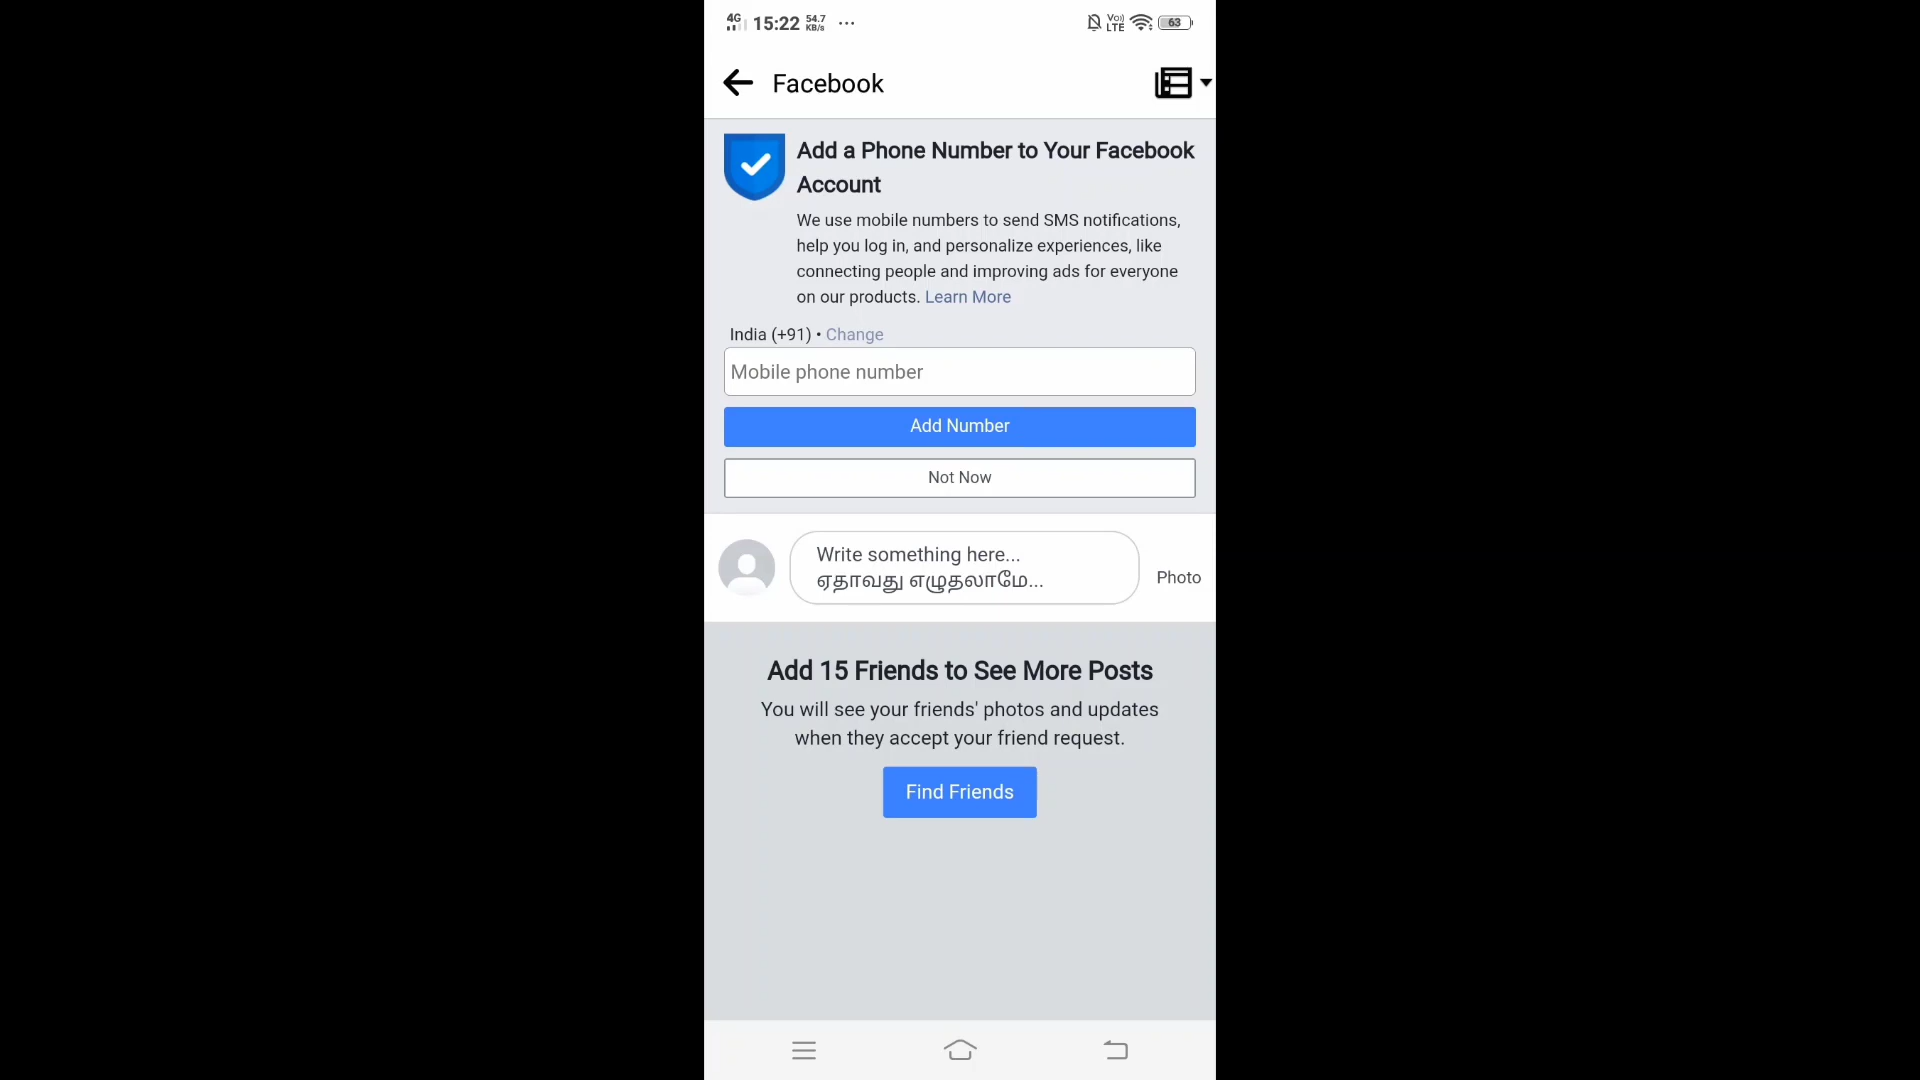 4G 15:22 54.7 KB/s ... Vo) LTE 63
Facebook
Add a Phone Number to Your Facebook
Account
We use mobile numbers to send SMS notifications,
help you log in, and personalize experiences, like
connecting people and improving ads for everyone
on our products. Learn More
India (+91) • Change
Mobile phone number
Add Number
Not Now
Write something here...
ஏதாவது எழுதலாமே...
Photo
Add 15 Friends to See More Posts
You will see your friends' photos and updates
when they accept your friend request.
Find Friends